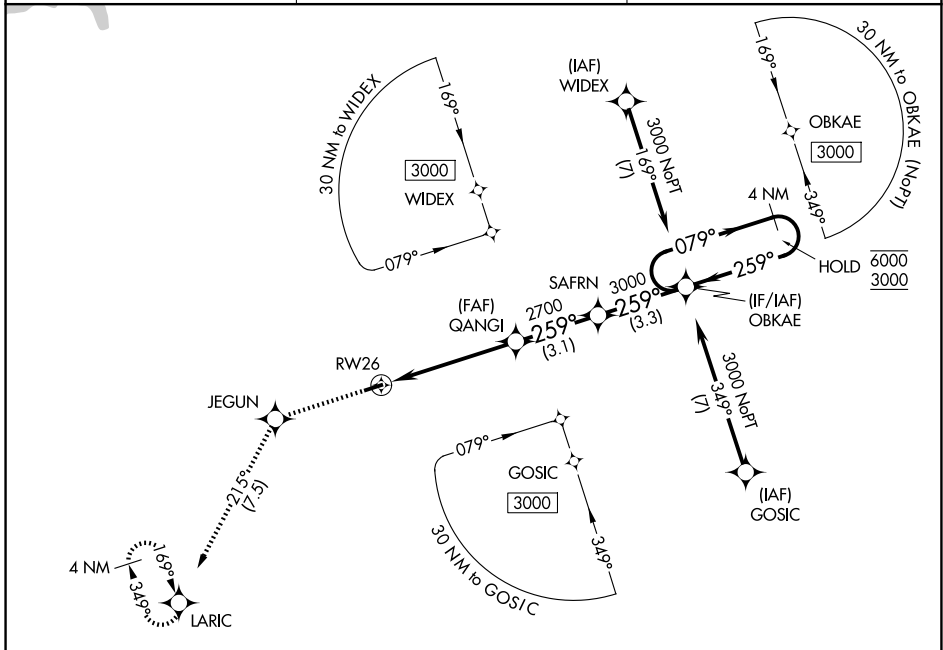 30 NM to WIDEX
169°
3000
WIDEX
079°
(IAF)
WIDEX
3000 NoPT
169°
(7)
30 NM to OBKAE (NoPT)
169°
OBKAE
3000
349°
4 NM
079°
259°
HOLD
6000
3000
(IF/IAF)
OBKAE
SAFRN
3000
259°
(3.3)
(FAF)
QANGI
2700
259°
(3.1)
RW26
JEGUN
215°
(7.5)
4 NM
169°
349°
LARIC
079°
GOSIC
3000
349°
30 NM to GOSIC
3000 NoPT
349°
(7)
(IAF)
GOSIC